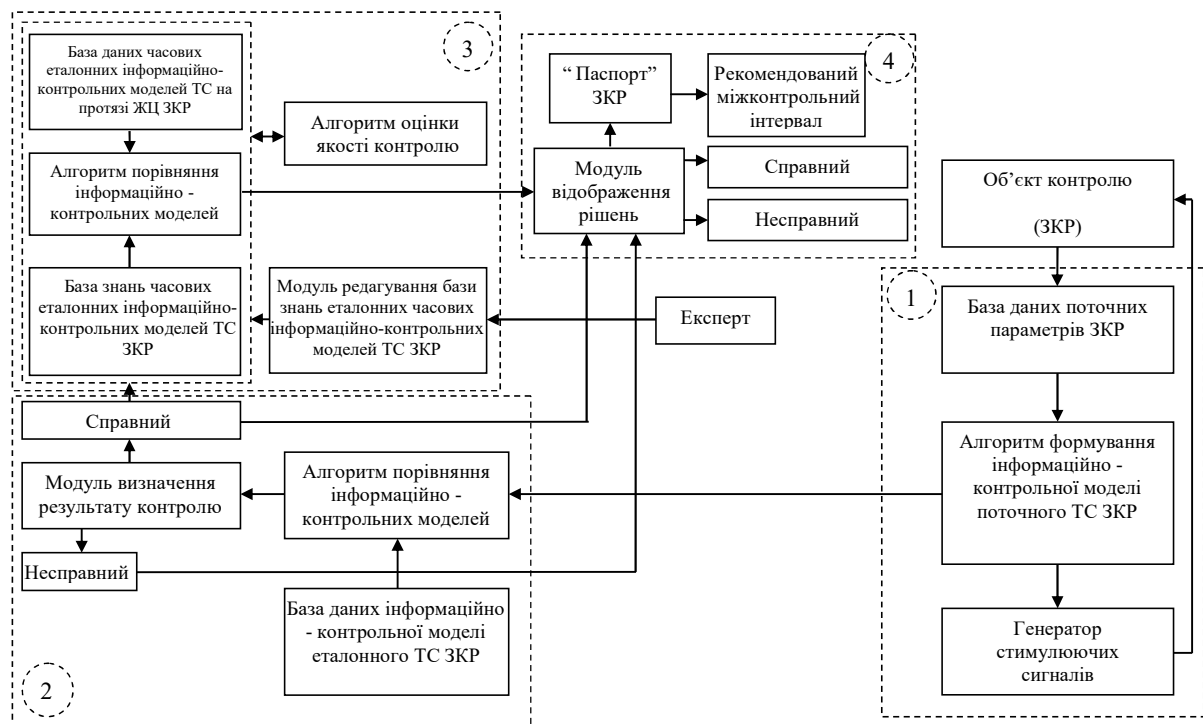 База даних часових
еталонних інформаційно-
контрольних моделей ТС на
протязі ЖЦ ЗКР
3
Алгоритм оцінки
якості контролю
Алгоритм порівняння
інформаційно -
контрольних моделей
База знань часових
еталонних інформаційно-
контрольних моделей ТС
ЗКР
Модуль редагування бази
знань еталонних часових
інформаційно-контрольних
моделей ТС ЗКР
Експерт
4
“ Паспорт”
ЗКР
Рекомендований
міжконтрольний
інтервал
Модуль
відображення
рішень
Справний
Несправний
Об’єкт контролю
(ЗКР)
1
База даних поточних
параметрів ЗКР
Алгоритм формування
інформаційно -
контрольної моделі
поточного ТС ЗКР
Генератор
стимулюючих
сигналів
Справний
Модуль визначення
результату контролю
Несправний
Алгоритм порівняння
інформаційно -
контрольних моделей
База даних інформаційно
- контрольної моделі
еталонного ТС ЗКР
2